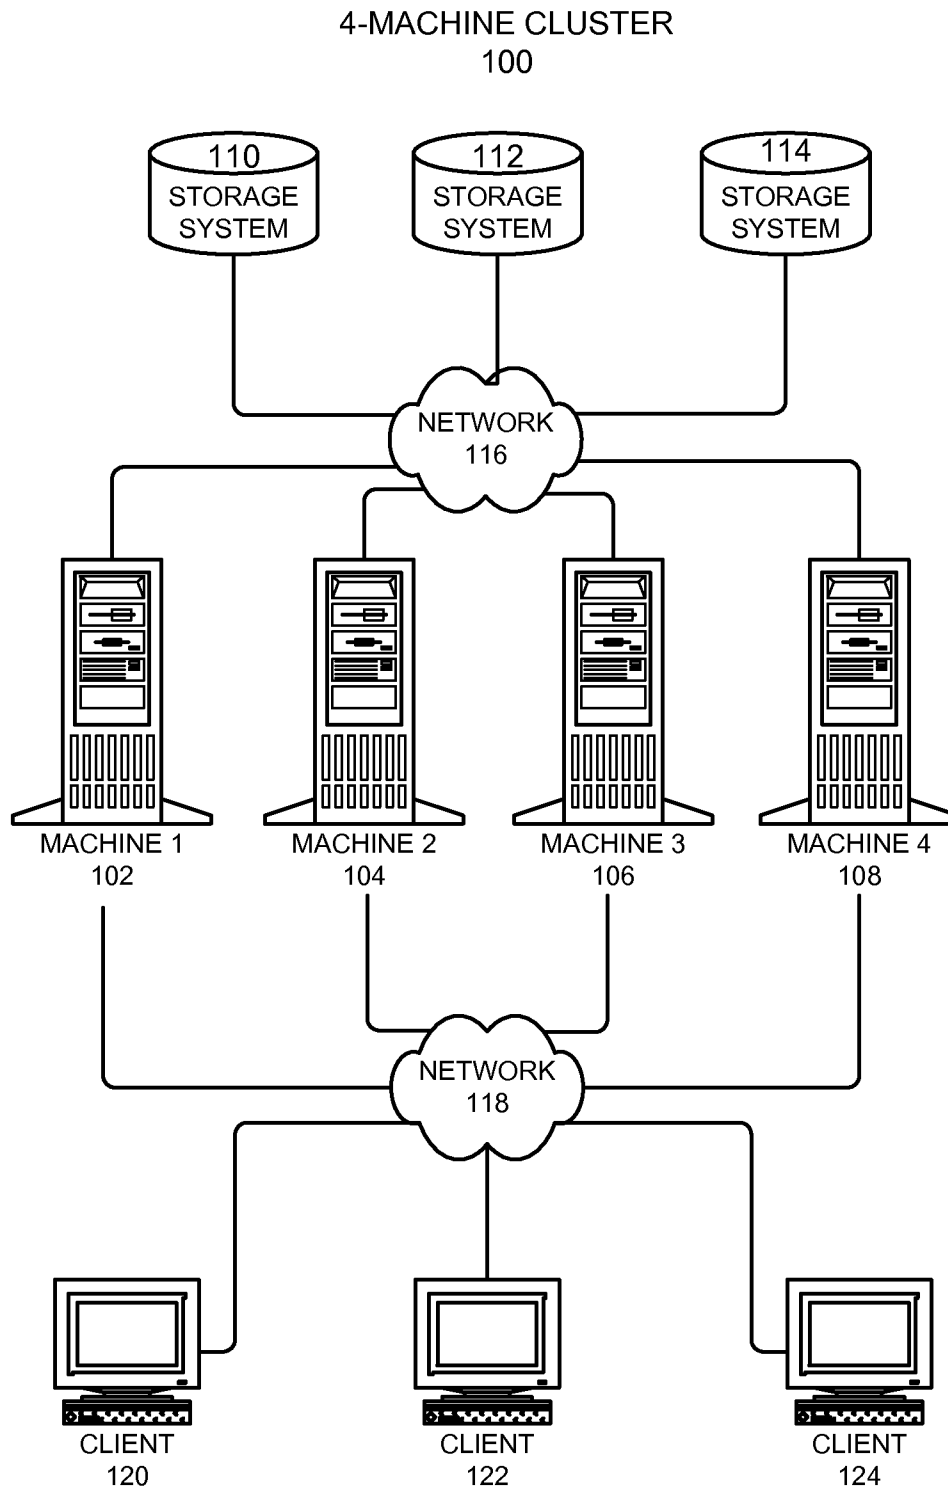 4-MACHINE CLUSTER
100
110
STORAGE
SYSTEM
112
STORAGE
SYSTEM
114
STORAGE
SYSTEM
NETWORK
116
MACHINE 1
102
MACHINE 2
104
MACHINE 3
106
MACHINE 4
108
NETWORK
118
CLIENT
120
CLIENT
122
CLIENT
124